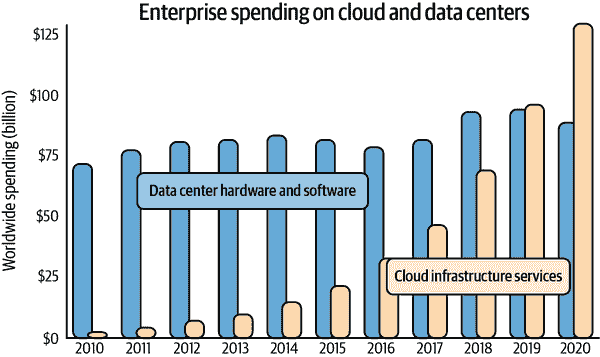 Enterprise spending on cloud and data centers
Worldwide spending (billion)
$125
$100
$75
$50
$25
$0
Data center hardware and software
Cloud infrastructure services
2010 2011 2012 2013 2014 2015 2016 2017 2018 2019 2020